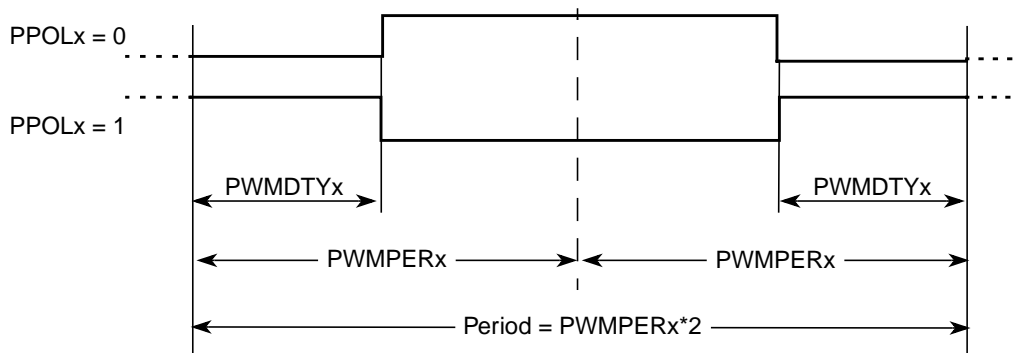 PPOLx = 0
PPOLx = 1
PWMDTYx
PWMDTYx
PWMPERx
PWMPERx
Period = PWMPERx*2